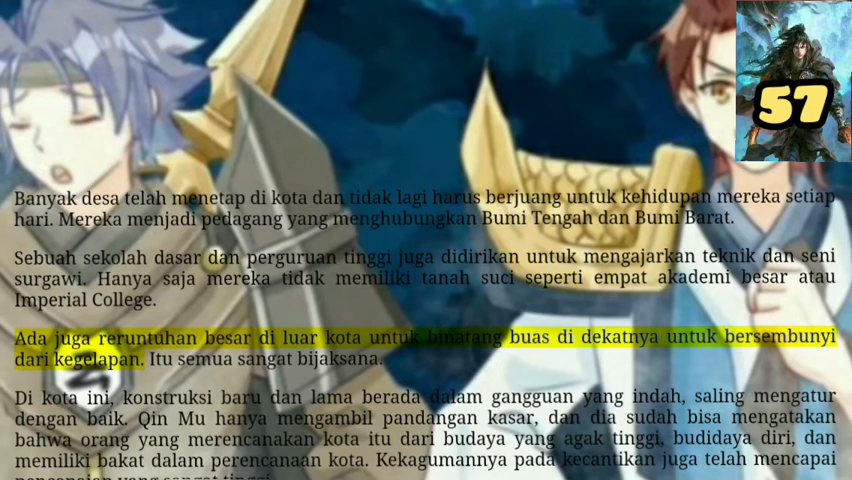 57
Banyak desa telah menetap di kota dan tidak lagi harus berjuang untuk kehidupan mereka setiap
hari. Mereka menjadi pedagang yang menghubungkan Bumi Tengah dan Bumi Barat.
Sebuah sekolah dasar dan perguruan tinggi juga didirikan untuk mengajarkan teknik dan seni
surgawi. Hanya saja mereka tidak memiliki tanah suci seperti empat akademi besar atau
Imperial College.
Ada juga reruntuhan besar di luar kota untuk binatang buas di dekatnya untuk bersembunyi
dari kegelapan. Itu semua sangat bijaksana.
Di kota ini, konstruksi baru dan lama berada dalam gangguan yang indah, saling mengatur
dengan baik. Qin Mu hanya mengambil pandangan kasar, dan dia sudah bisa mengatakan
bahwa orang yang merencanakan kota itu dari budaya yang agak tinggi, budidaya diri, dan
memiliki bakat dalam perencanaan kota. Kekagumannya pada kecantikan juga telah mencapai